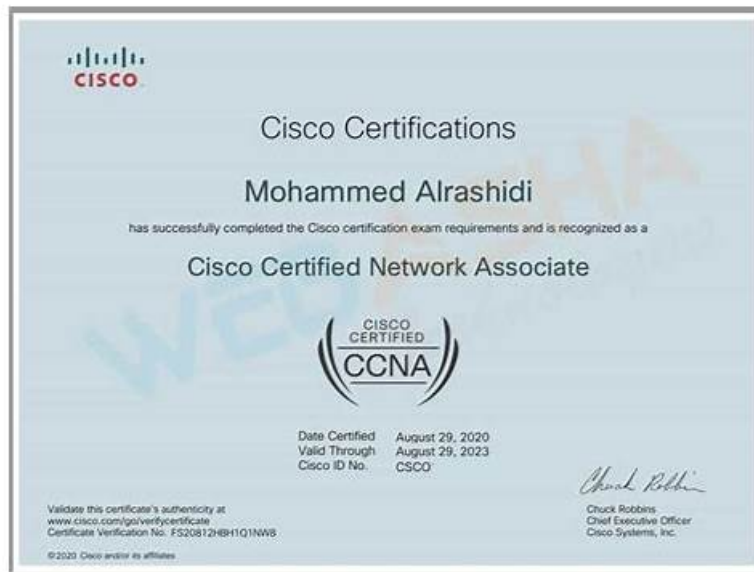 CISCO
Cisco Certifications
Mohammed Alrashidi
has successfully completed the Cisco certification exam requirements and is recognized as a
Cisco Certified Network Associate
CISCO
CERTIFIED
CCNA
Date Certified August 29, 2020
Valid Through August 29, 2023
Cisco ID No. CSCO
Chuck Robbins
Validate this certificate's authenticity at
www.cisco.com/go/verifycertificate
Certificate Verification No. FS20812HBH1Q1NW8
©2020 Cisco and/or its affiliates
Chuck Robbins
Chief Executive Officer
Cisco Systems, Inc.
WEBASHA